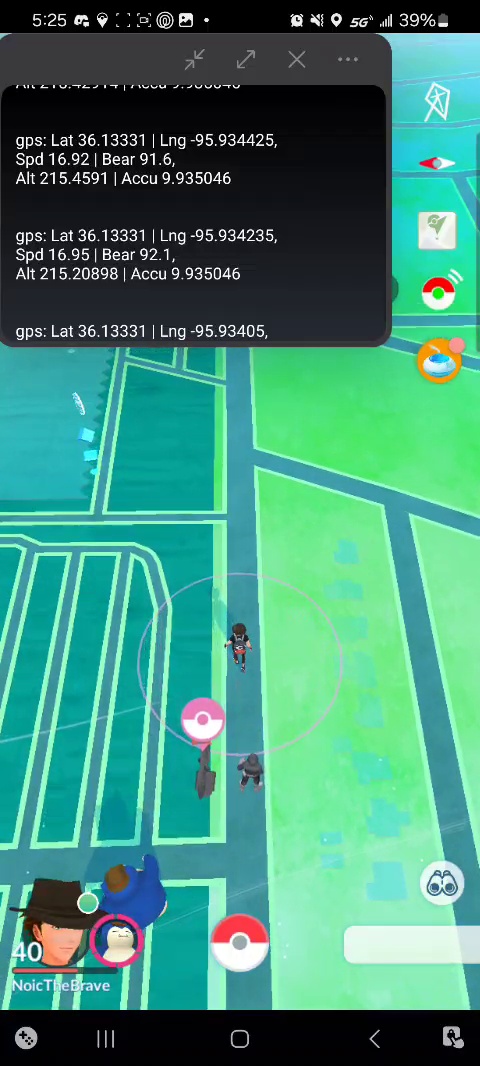 5:25
5G
39%
Alt 215.42914 | Accu 9.935046
gps: Lat 36.13331 | Lng -95.934425,
Spd 16.92 | Bear 91.6,
Alt 215.4591 | Accu 9.935046
gps: Lat 36.13331 | Lng -95.934235,
Spd 16.95 | Bear 92.1,
Alt 215.20898 | Accu 9.935046
gps: Lat 36.13331 | Lng -95.93405,
40
NoicTheBrave